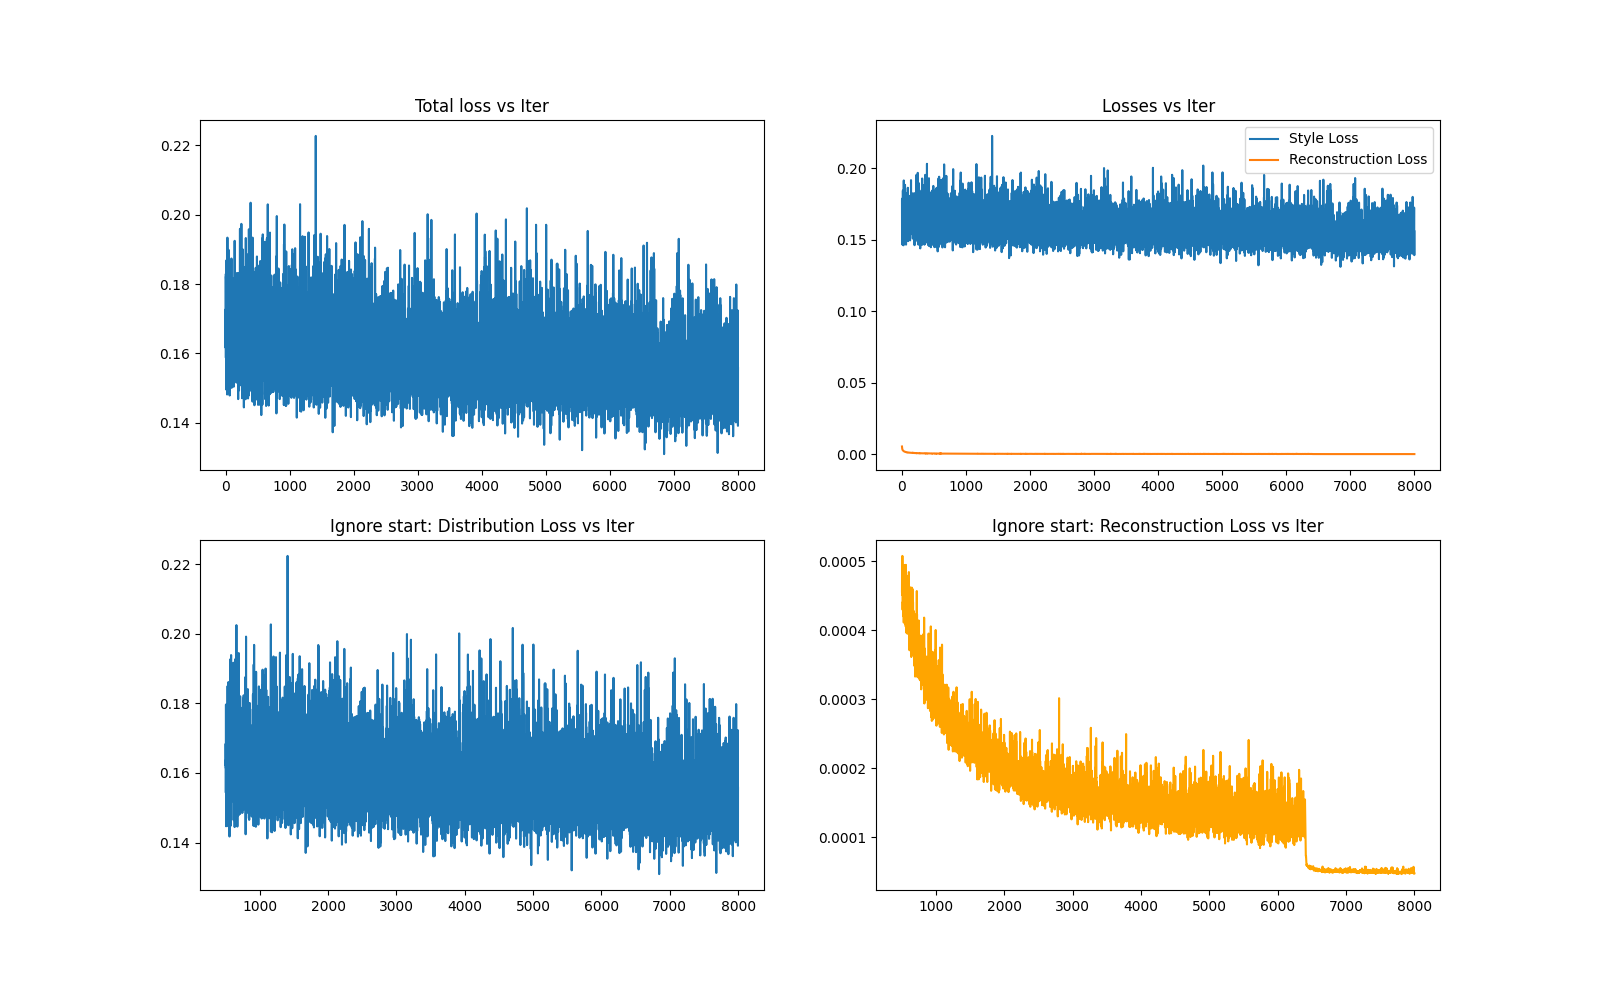 Total loss vs Iter
0.22
0.20
0.18
0.16
0.14
0 1000 2000 3000 4000 5000 6000 7000 8000
Losses vs Iter
Style Loss
Reconstruction Loss
0.20
0.15
0.10
0.05
0.00
0 1000 2000 3000 4000 5000 6000 7000 8000
Ignore start: Distribution Loss vs Iter
0.22
0.20
0.18
0.16
0.14
1000 2000 3000 4000 5000 6000 7000 8000
Ignore start: Reconstruction Loss vs Iter
0.0005
0.0004
0.0003
0.0002
0.0001
1000 2000 3000 4000 5000 6000 7000 8000